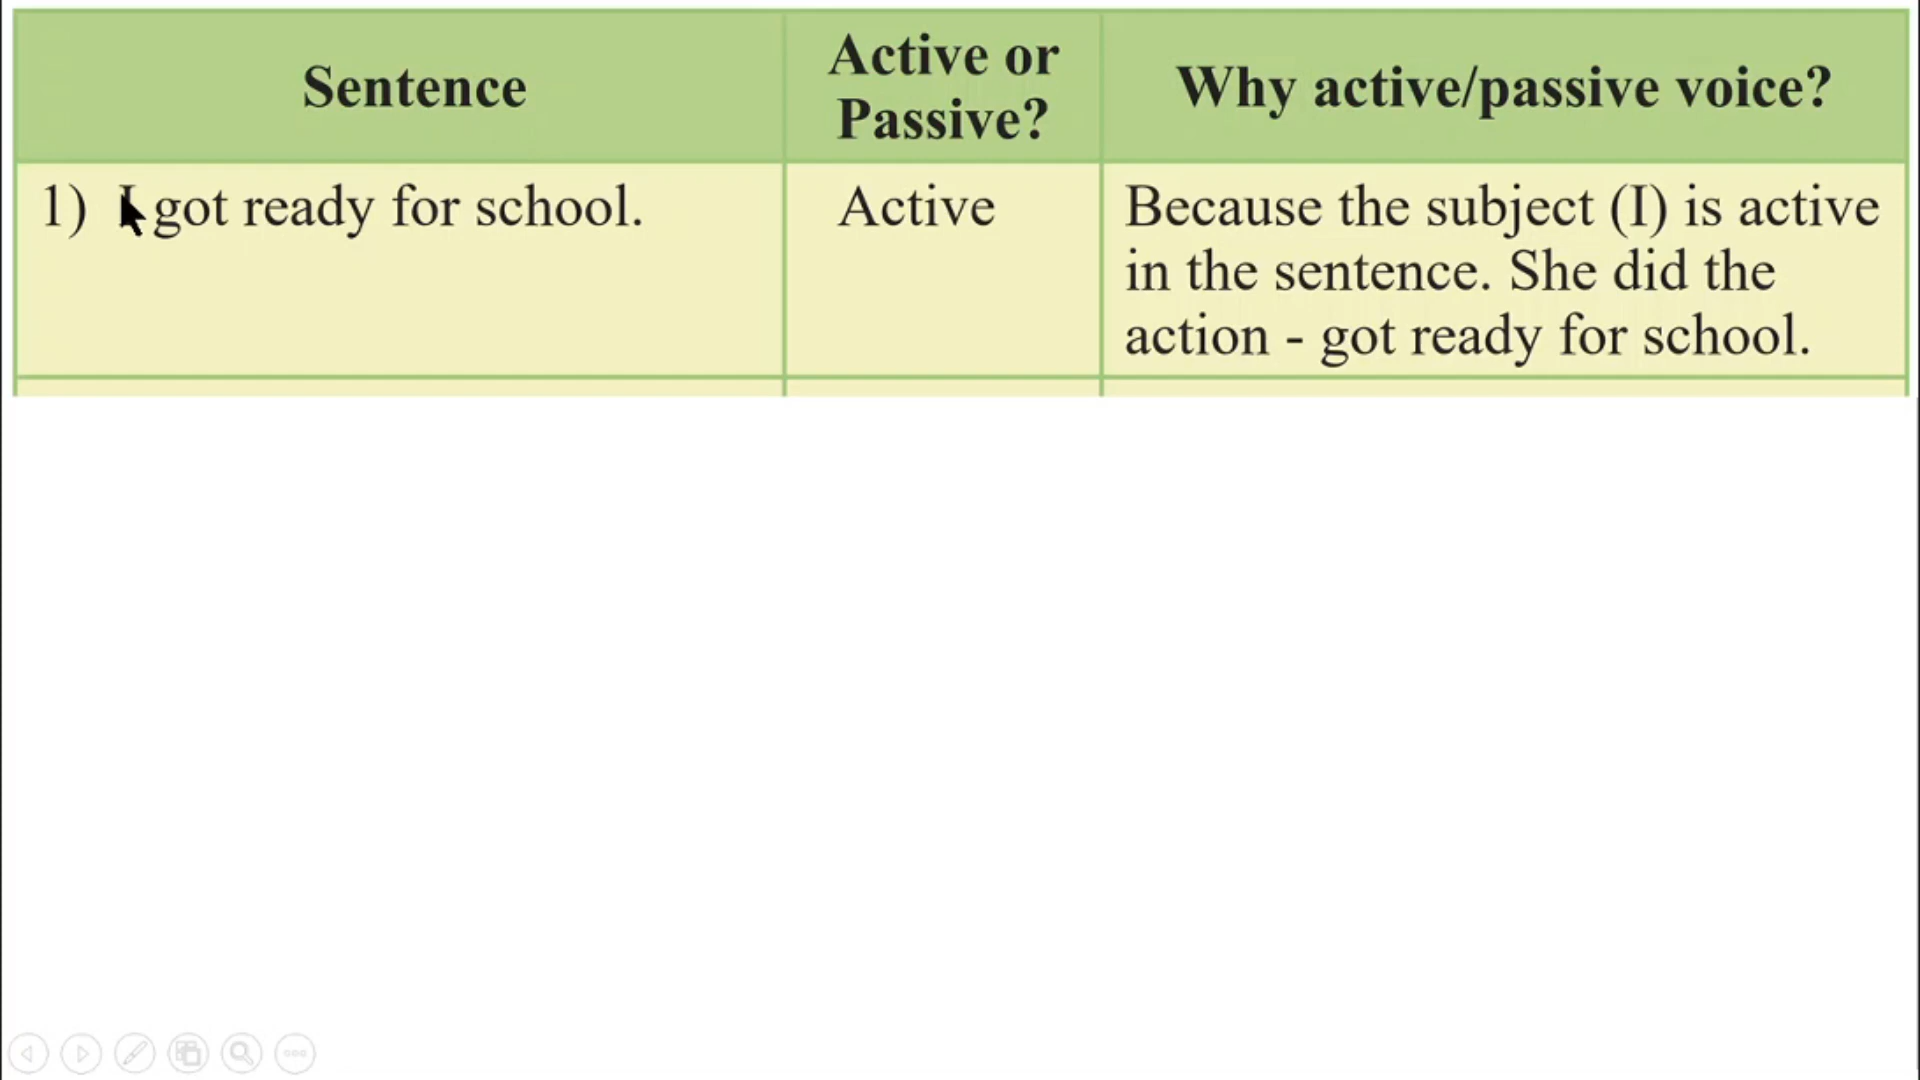 Sentence
Active or
Passive?
Why active/passive voice?
1) I got ready for school.
Active
Because the subject (I) is active
in the sentence. She did the
action - got ready for school.